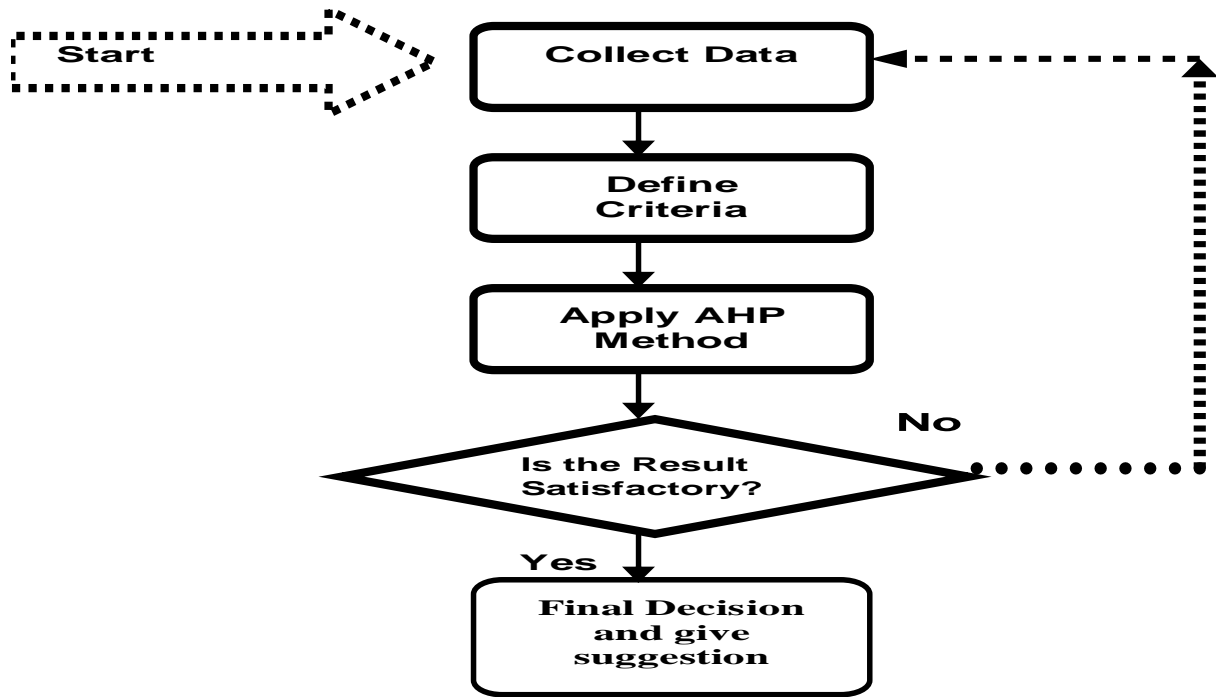 Start
Collect Data
Define
Criteria
Apply AHP
Method
No
Is the Result
Satisfactory?
Yes
Final Decision
and give
suggestion